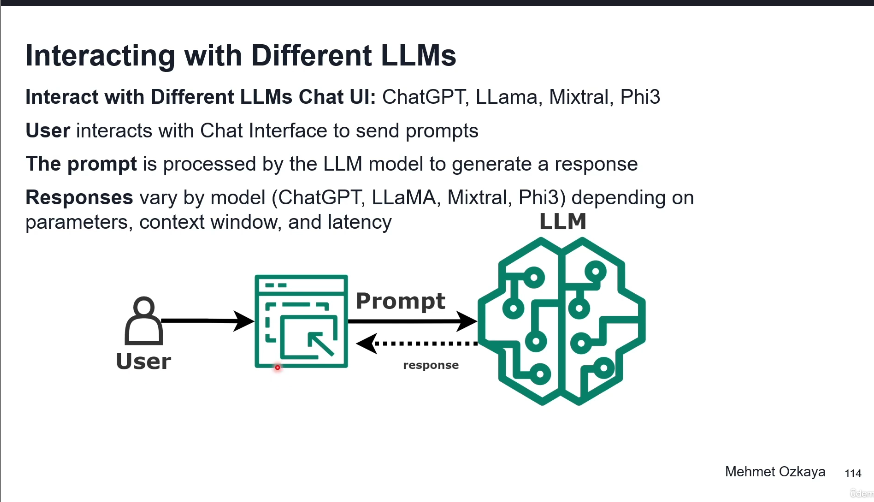 Interacting with Different LLMs
Interact with Different LLMs Chat UI: ChatGPT, LLama, Mixtral, Phi3
User interacts with Chat Interface to send prompts
The prompt is processed by the LLM model to generate a response
Responses vary by model (ChatGPT, LLaMA, Mixtral, Phi3) depending on
parameters, context window, and latency
LLM
Prompt
User
response
Mehmet Ozkaya
114